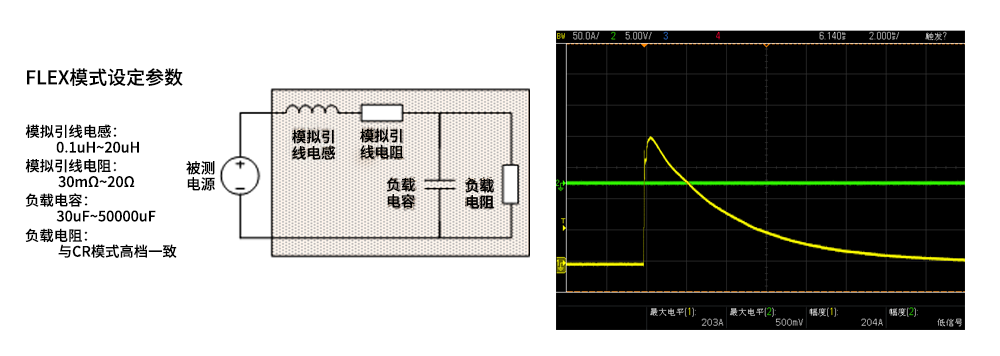 FLEX模式设定参数
模拟引线电感：
0.1uH~20uH
模拟引线电阻：
30mΩ~20Ω
负载电容：
30uF~50000uF
负载电阻：
与CR模式高档一致
被测
电源
模拟引
线电感
模拟引
线电阻
负载
电容
负载
电阻
BW 50.0A/ 2 5.00V/ 3 4 6.140 2.000 触发?
最大电平(1): 最大电平(2): 幅度(1): 幅度(2):
203A 500mV 204A 低信号